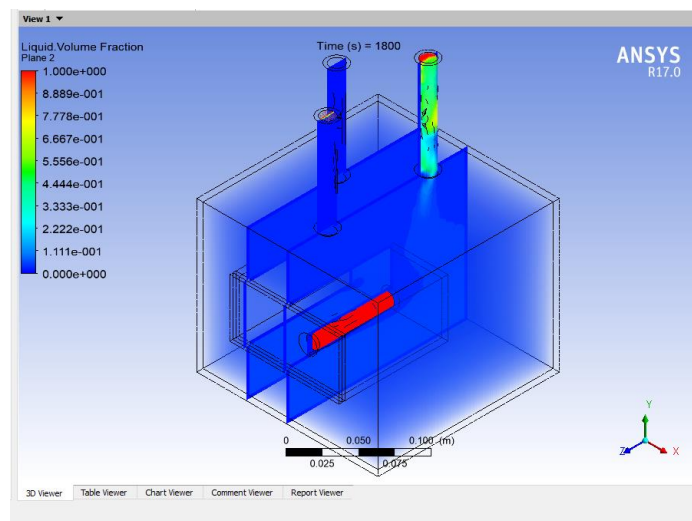 View 1
Liquid.Volume Fraction
Plane 2
Time (s) = 1800
ANSYS
R17.0
1.000e+000
8.889e-001
7.778e-001
6.667e-001
5.556e-001
4.444e-001
3.333e-001
2.222e-001
1.111e-001
0.000e+000
Y
Z
X
0 0.050 0.100 (m)
0.025 0.075
3D Viewer Table Viewer Chart Viewer Comment Viewer Report Viewer